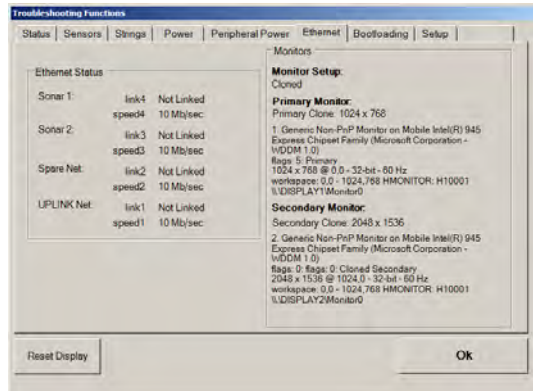 Troubleshooting Functions
Status
Sensors
Strings
Power
Peripheral Power
Ethernet
Bootloading
Setup
Ethernet Status
Sonar 1:
link4 Not Linked
speed4 10 Mb/sec
Sonar 2:
link3 Not Linked
speed3 10 Mb/sec
Spare Net:
link2 Not Linked
speed2 10 Mb/sec
UPLINK Net:
link1 Not Linked
speed1 10 Mb/sec
Monitors
Monitor Setup:
Cloned
Primary Monitor:
Primary Clone: 1024 x 768
1. Generic Non-PnP Monitor on Mobile Intel(R) 945
Express Chipset Family (Microsoft Corporation -
WDDM 1.0)
flags: 5: Primary
1024 x 768 @ 0,0 - 32-bit - 60 Hz
workspace: 0,0 - 1024,768 HMONITOR: H10001
\\.\DISPLAY1\Monitor0
Secondary Monitor:
Secondary Clone: 2048 x 1536
2. Generic Non-PnP Monitor on Mobile Intel(R) 945
Express Chipset Family (Microsoft Corporation -
WDDM 1.0)
flags: 0: flags: 0: Cloned Secondary
2048 x 1536 @ 1024,0 - 32-bit - 60 Hz
workspace: 0,0 - 1024,768 HMONITOR: H10001
\\.\DISPLAY2\Monitor0
Reset Display
Ok